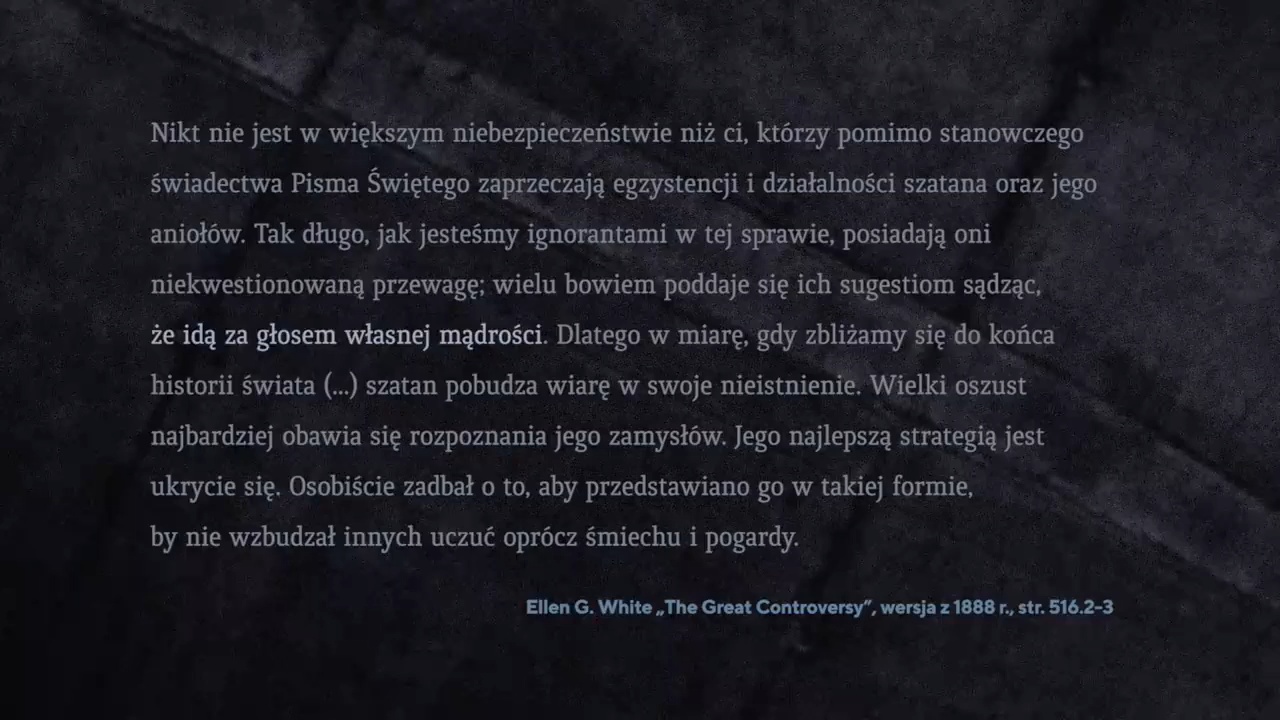 Nikt nie jest w większym niebezpieczeństwie niż ci, którzy pomimo stanowczego
świadectwa Pisma Świętego zaprzeczają egzystencji i działalności szatana oraz jego
aniołów. Tak długo, jak jesteśmy ignorantami w tej sprawie, posiadają oni
niekwestionowaną przewagę; wielu bowiem poddaje się ich sugestiom sądząc,
że idą za głosem własnej mądrości. Dlatego w miarę, gdy zbliżamy się do końca
historii świata (...) szatan pobudza wiarę w swoje nieistnienie. Wielki oszust
najbardziej obawia się rozpoznania jego zamysłów. Jego najlepszą strategią jest
ukrycie się. Osobiście zadbał o to, aby przedstawiano go w takiej formie,
by nie wzbudzał innych uczuć oprócz śmiechu i pogardy.
Ellen G. White „The Great Controversy”, wersja z 1888 r., str. 516.2-3